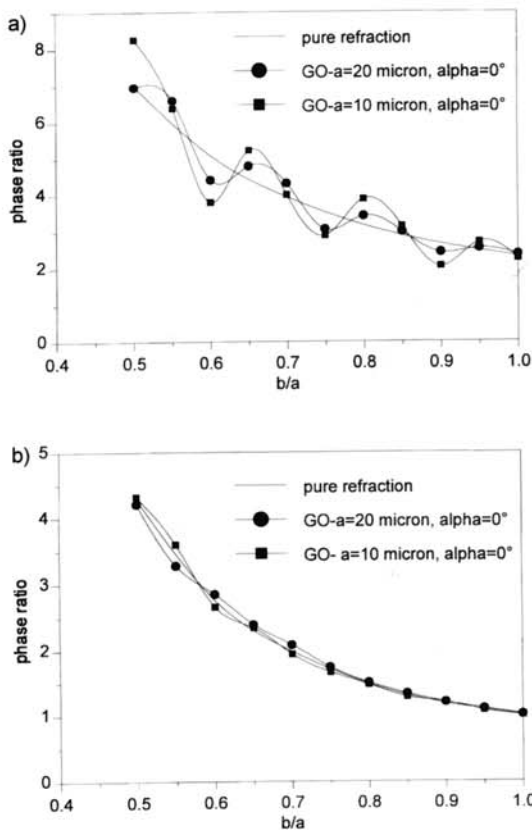 a)
8
6
4
2
0
phase ratio
pure refraction
GO-a=20 micron, alpha=0°
GO-a=10 micron, alpha=0°
0.4 0.5 0.6 0.7 0.8 0.9 1.0
b/a
b)
5
4
3
2
1
0
phase ratio
pure refraction
GO-a=20 micron, alpha=0°
GO- a=10 micron, alpha=0°
0.4 0.5 0.6 0.7 0.8 0.9 1.0
b/a